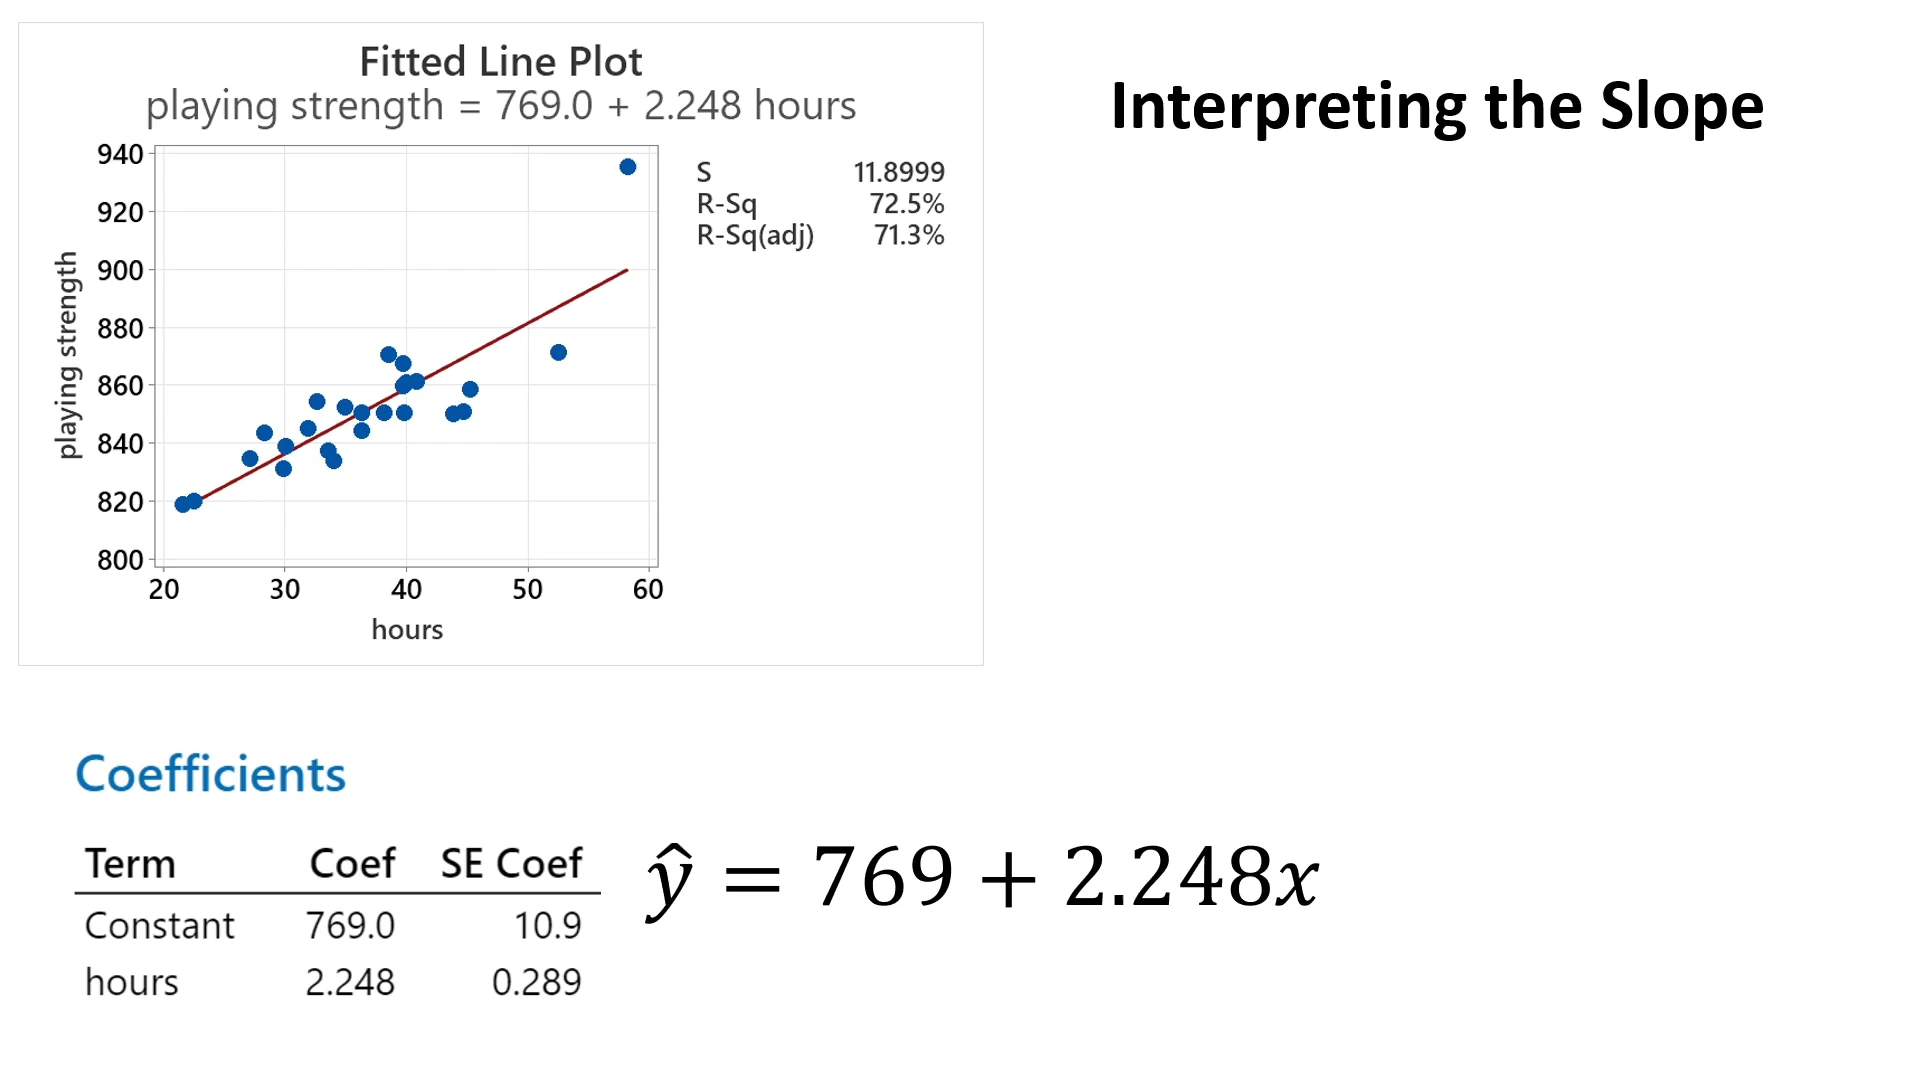 Fitted Line Plot
playing strength = 769.0 + 2.248 hours
Interpreting the Slope
S 11.8999
R-Sq 72.5%
R-Sq(adj) 71.3%
playing strength
940
920
900
880
860
840
820
800
20 30 40 50 60
hours
Coefficients
Term Coef SE Coef
Constant 769.0 10.9
hours 2.248 0.289
ŷ = 769 + 2.248x